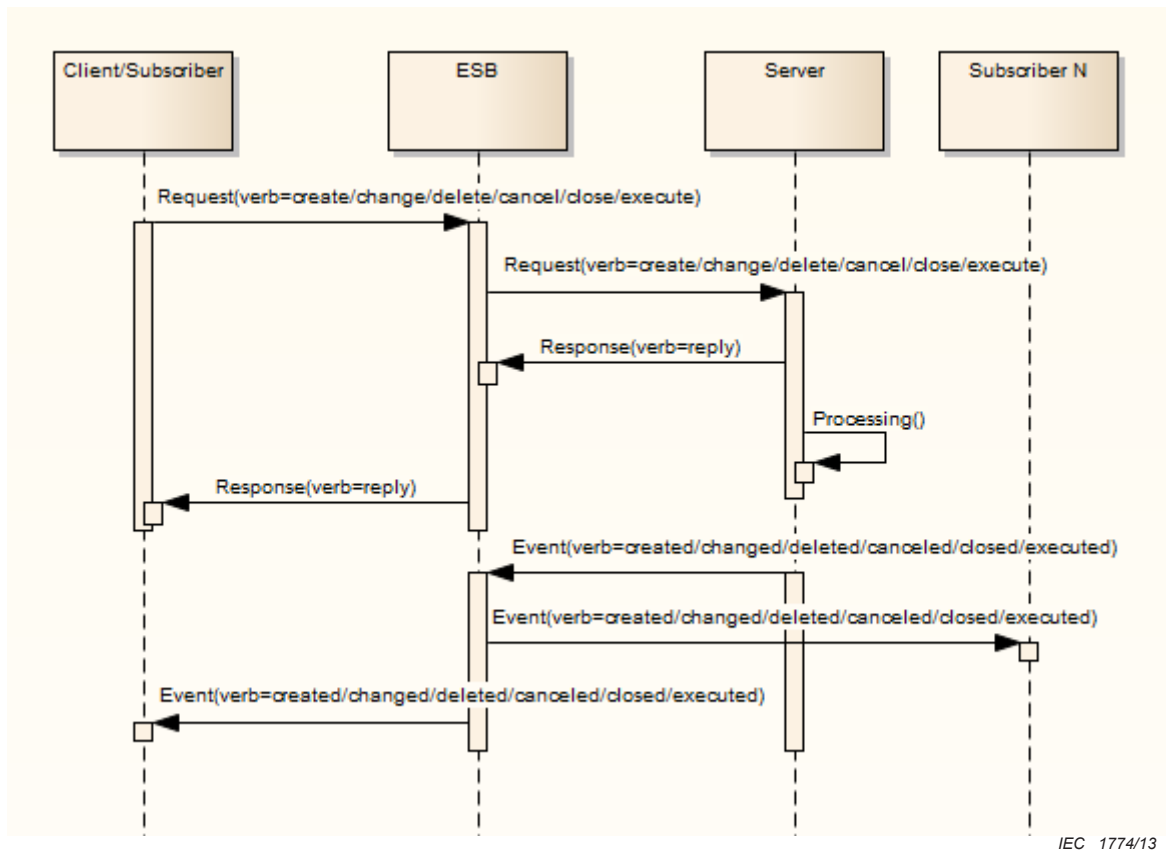 Client/Subscriber
ESB
Server
Subscriber N
Request(verb=create/change/delete/cancel/close/execute)
Request(verb=create/change/delete/cancel/close/execute)
Response(verb=reply)
Processing()
Response(verb=reply)
Event(verb=created/changed/deleted/canceled/closed/executed)
Event(verb=created/changed/deleted/canceled/closed/executed)
Event(verb=created/changed/deleted/canceled/closed/executed)
IEC 1774/13